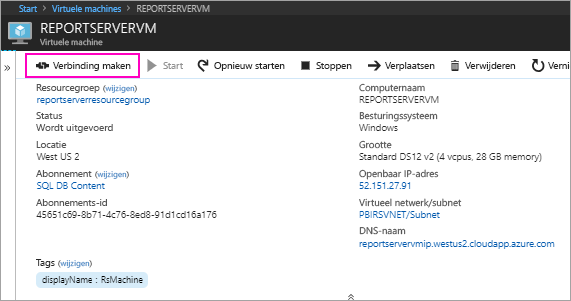 Start > Virtuele machines > REPORTSERVERVM
REPORTSERVERVM
Virtuele machine
» Verbinding maken Start Opnieuw starten Stoppen Verplaatsen Verwijderen Verni
Resourcegroep (wijzigen)
reportserverresourcegroup
Status
Wordt uitgevoerd
Locatie
West US 2
Abonnement (wijzigen)
SQL DB Content
Abonnements-id
45651c69-8b71-4c76-8ed8-91d1cd16a176
Computernaam
REPORTSERVERVM
Besturingssysteem
Windows
Grootte
Standard DS12 v2 (4 vcpus, 28 GB memory)
Openbaar IP-adres
52.151.27.91
Virtueel netwerk/subnet
PBIRSVNET/Subnet
DNS-naam
reportservervmip.westus2.cloudapp.azure.com
Tags (wijzigen)
displayName : RsMachine